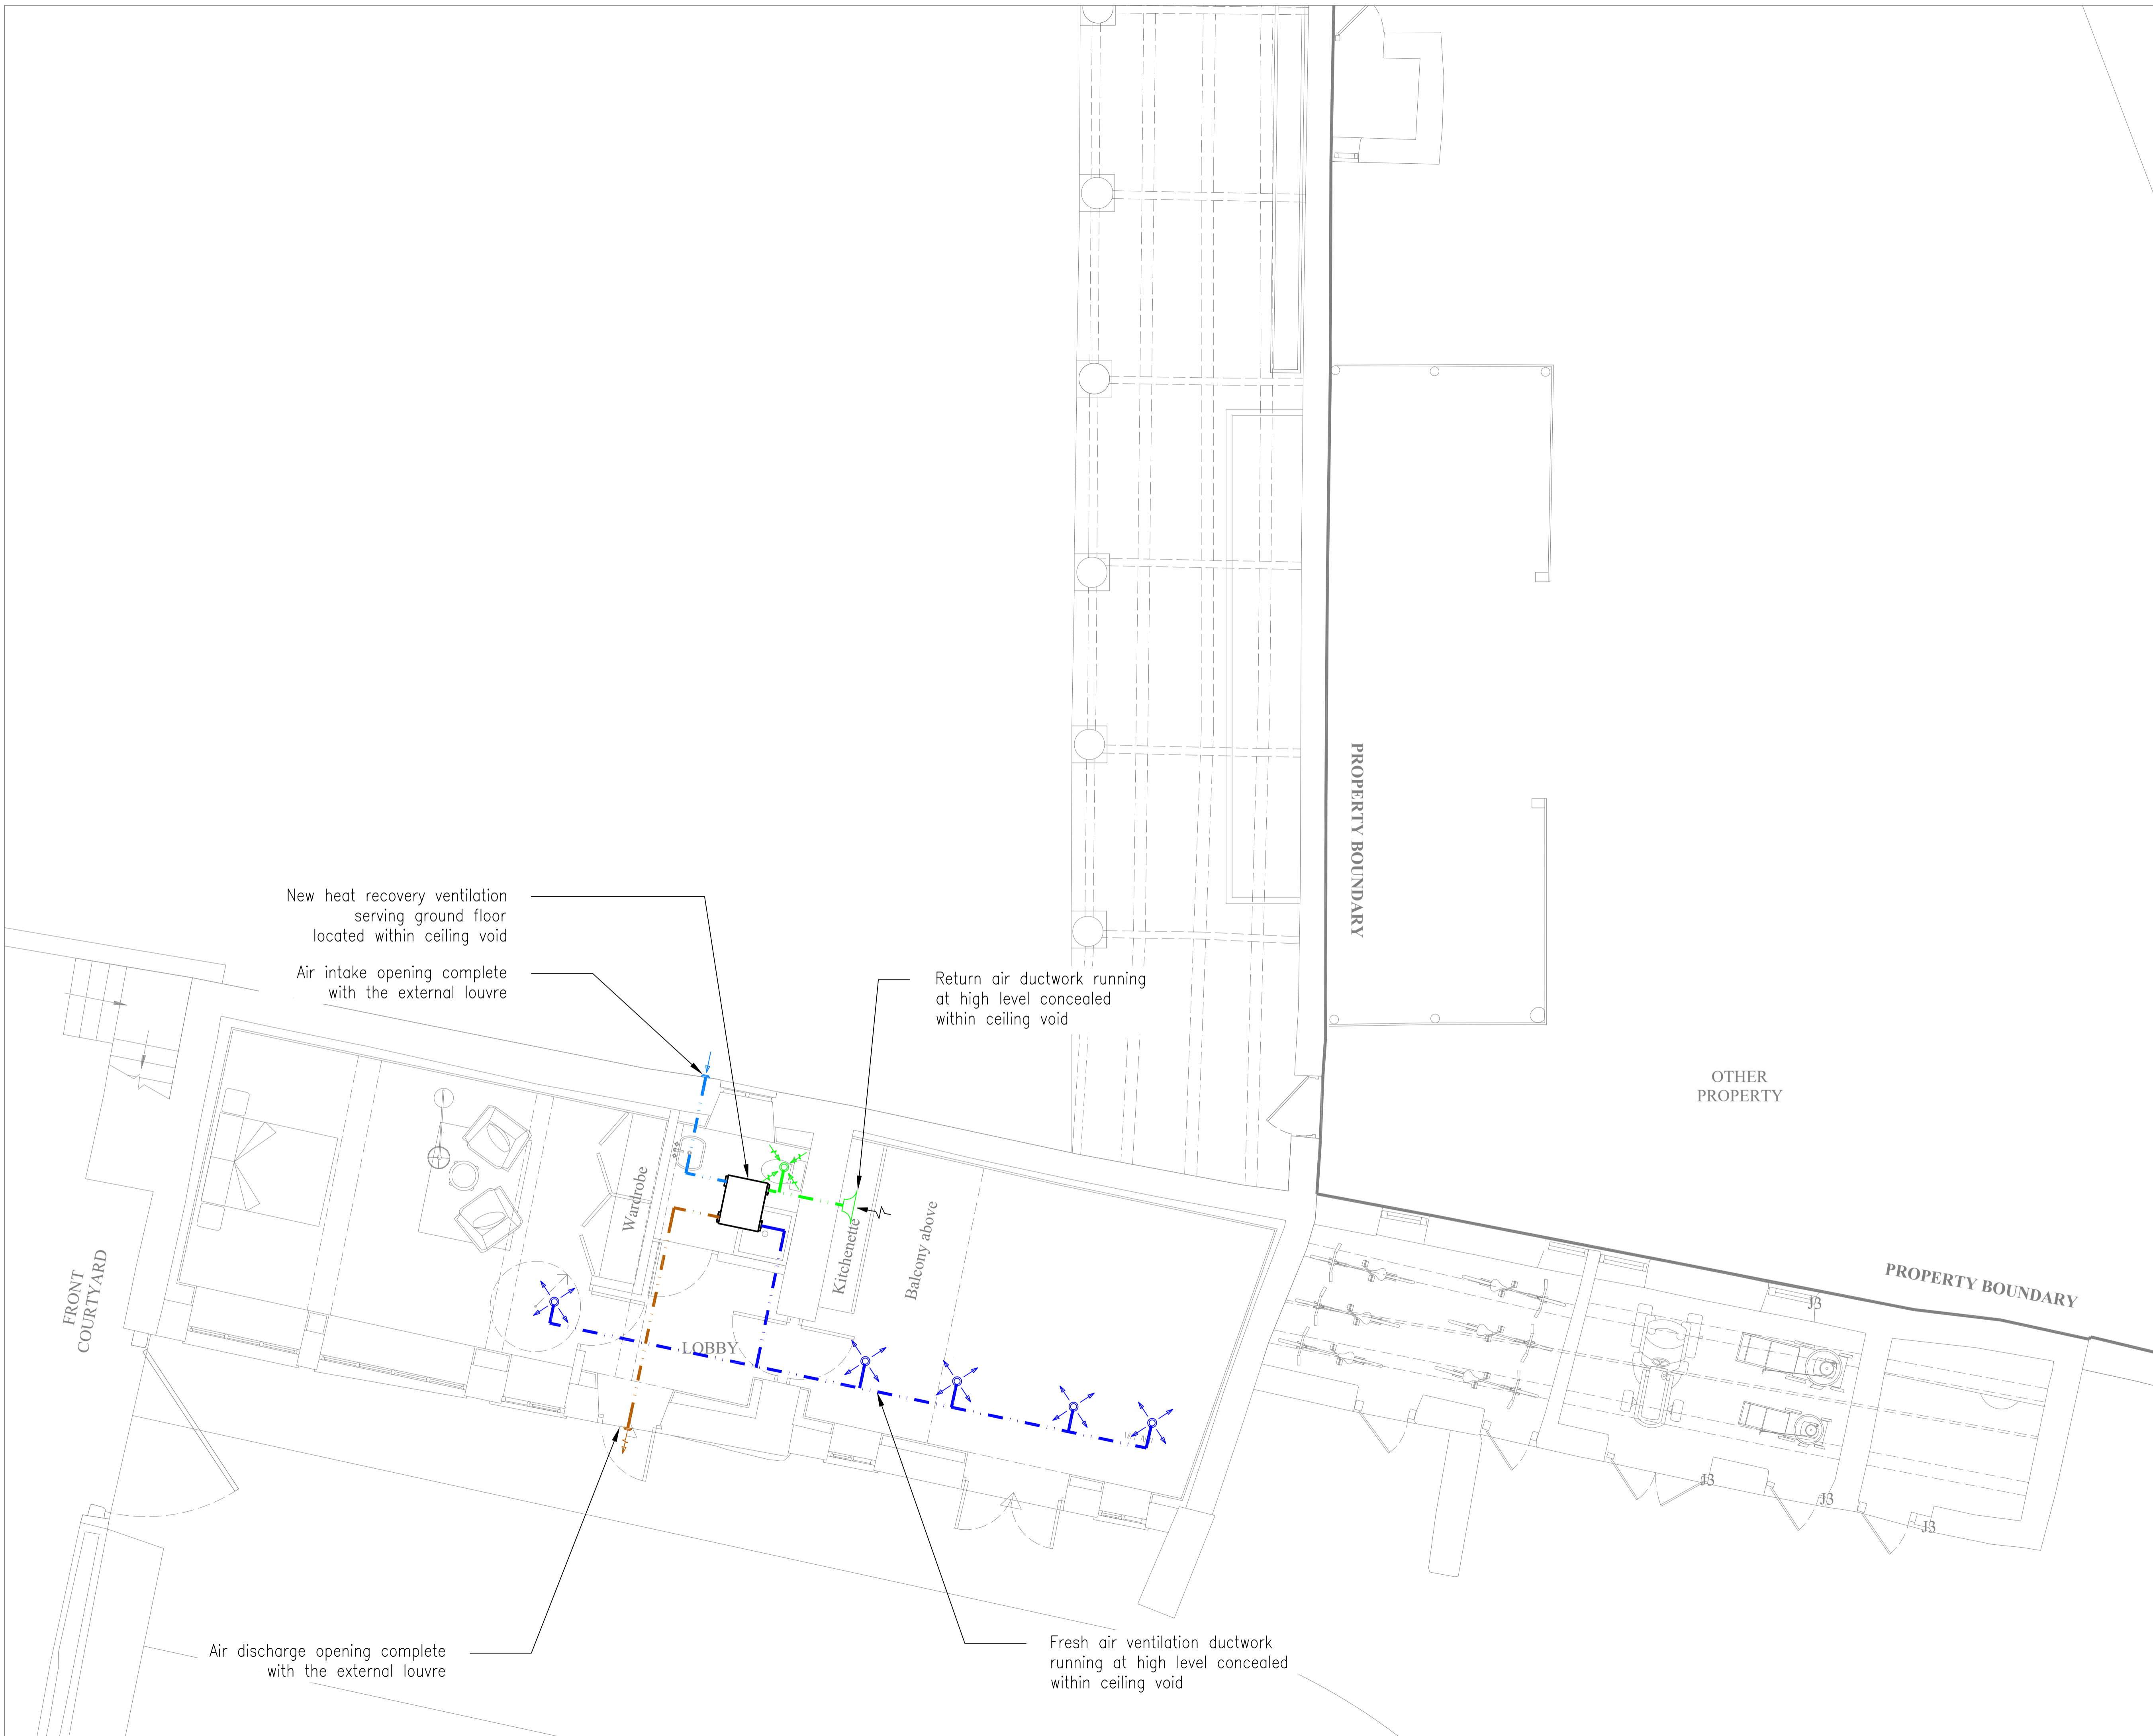 PROPERTY BOUNDARY
New heat recovery ventilation
serving ground floor
located within ceiling void
Air intake opening complete
with the external louvre
Return air ductwork running
at high level concealed
within ceiling void
OTHER
PROPERTY
Wardrobe
Kitchenette
Balcony above
FRONT
COURTYARD
LOBBY
PROPERTY BOUNDARY
J3
J3
J3
J3
Air discharge opening complete
with the external louvre
Fresh air ventilation ductwork
running at high level concealed
within ceiling void